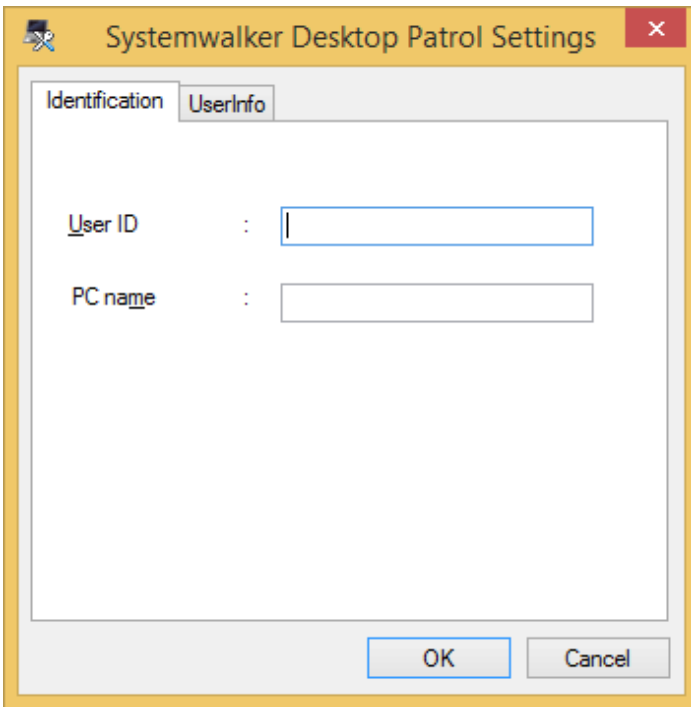 Systemwalker Desktop Patrol Settings
Identification UserInfo
User ID :
PC name :
OK Cancel